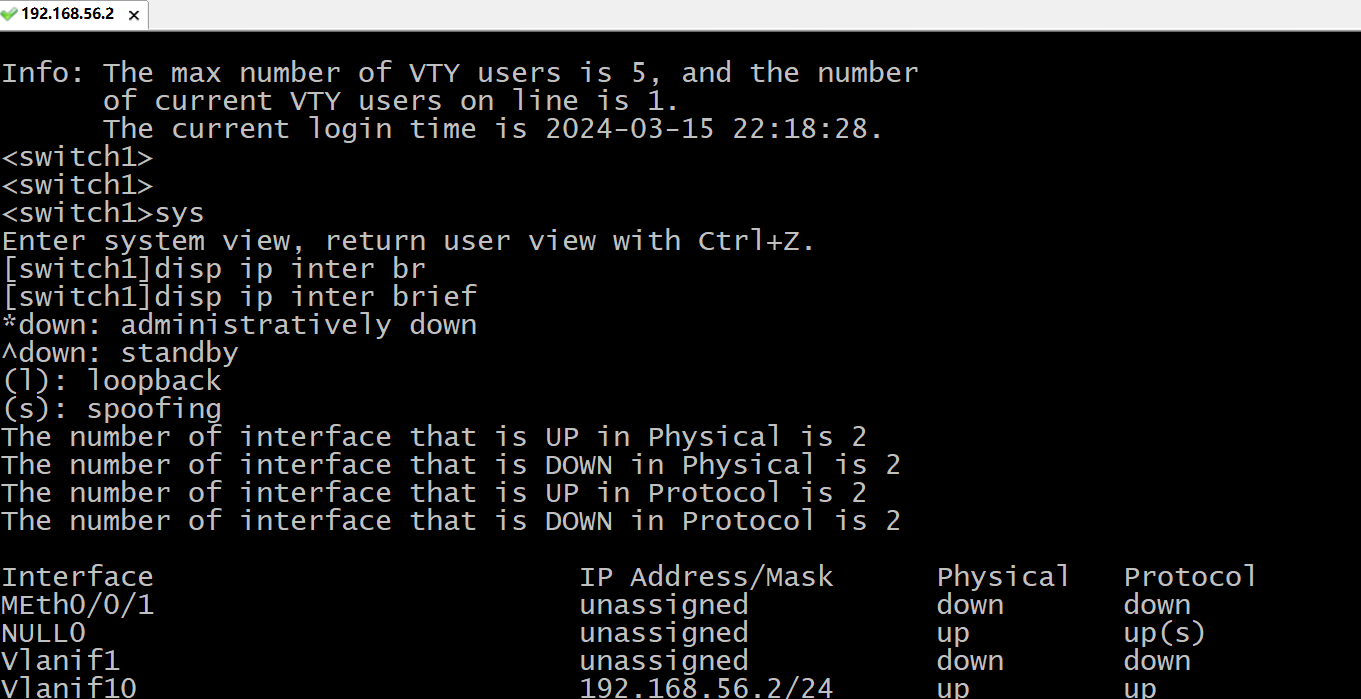 192.168.56.2 ×
Info: The max number of VTY users is 5, and the number
of current VTY users on line is 1.
The current login time is 2024-03-15 22:18:28.
<switch1>
<switch1>
<switch1>sys
Enter system view, return user view with Ctrl+Z.
[switch1]disp ip inter br
[switch1]disp ip inter brief
*down: administratively down
^down: standby
(l): loopback
(s): spoofing
The number of interface that is UP in Physical is 2
The number of interface that is DOWN in Physical is 2
The number of interface that is UP in Protocol is 2
The number of interface that is DOWN in Protocol is 2
Interface IP Address/Mask Physical Protocol
MEth0/0/1 unassigned down down
NULL0 unassigned up up(s)
Vlanif1 unassigned down down
Vlanif10 192.168.56.2/24 up up